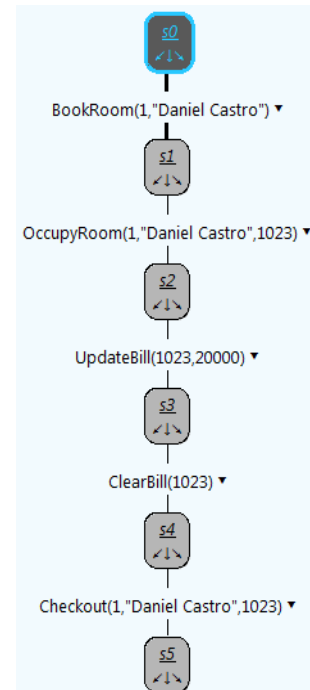 s0
BookRoom(1,"Daniel Castro")
s1
OccupyRoom(1,"Daniel Castro",1023)
s2
UpdateBill(1023,20000)
s3
ClearBill(1023)
s4
Checkout(1,"Daniel Castro",1023)
s5